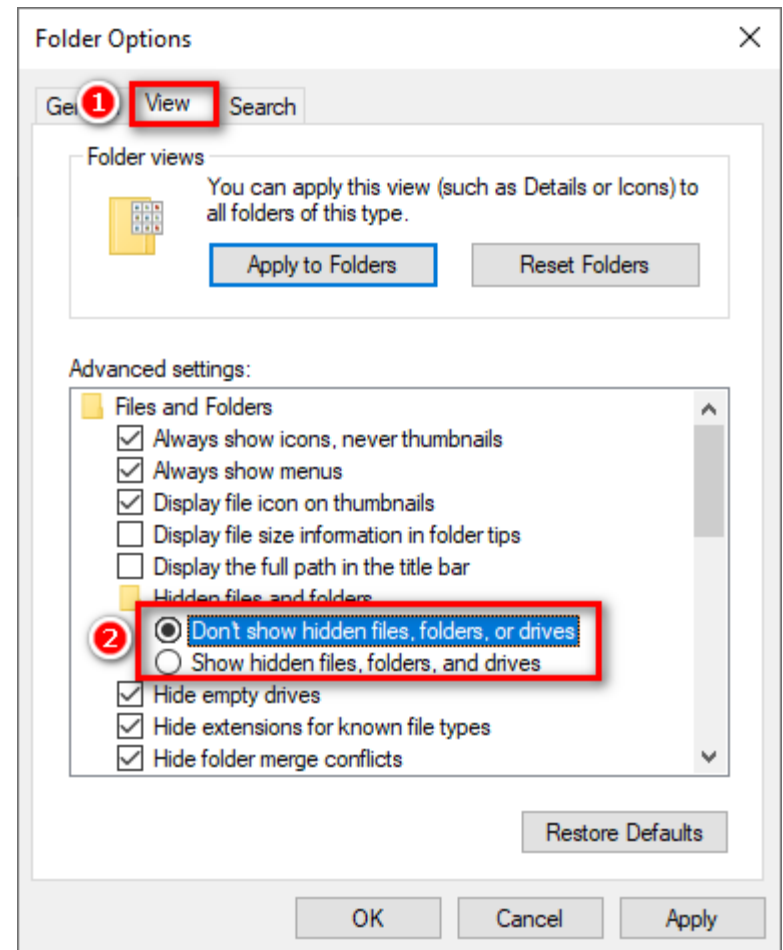 Folder Options
1
View
Search
Folder views
You can apply this view (such as Details or Icons) to
all folders of this type.
Apply to Folders
Reset Folders
Advanced settings:
Files and Folders
Always show icons, never thumbnails
Always show menus
Display file icon on thumbnails
Display file size information in folder tips
Display the full path in the title bar
Hidden files and folders
2
Don't show hidden files, folders, or drives
Show hidden files, folders, and drives
Hide empty drives
Hide extensions for known file types
Hide folder merge conflicts
Restore Defaults
OK
Cancel
Apply